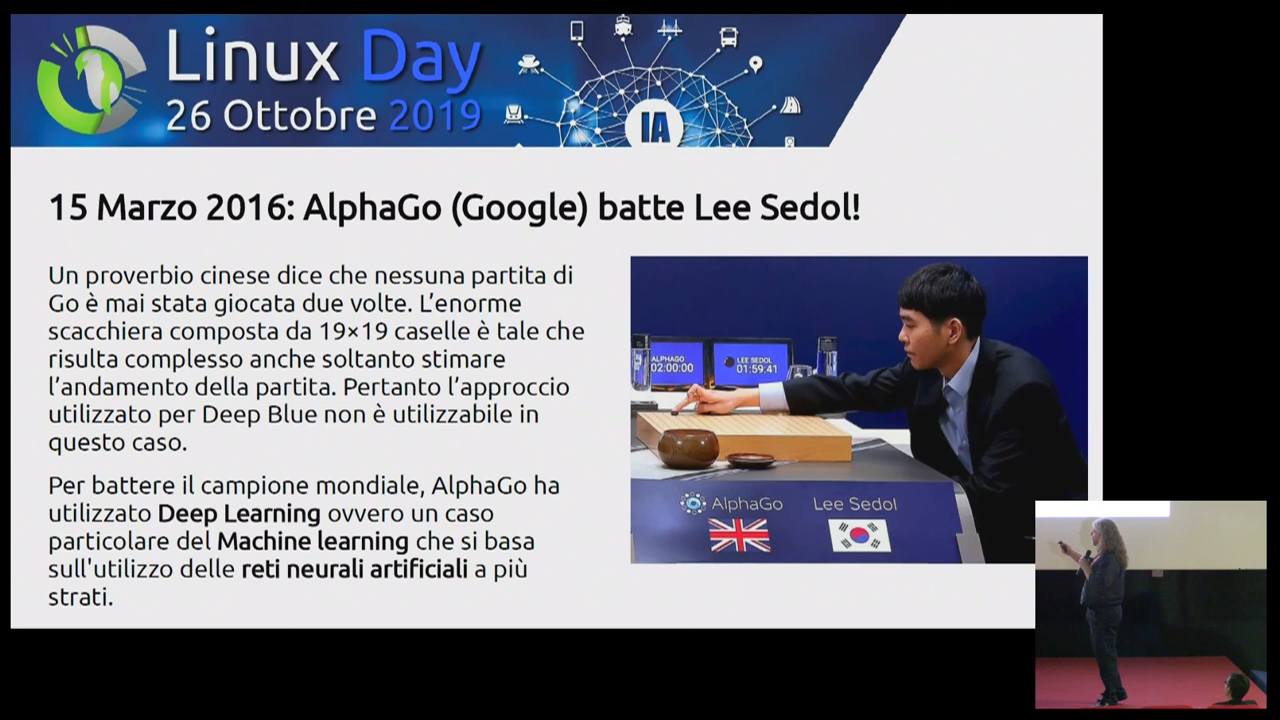 Linux Day
26 Ottobre 2019
IA
15 Marzo 2016: AlphaGo (Google) batte Lee Sedol!
Un proverbio cinese dice che nessuna partita di
Go è mai stata giocata due volte. L’enorme
scacchiera composta da 19×19 caselle è tale che
risulta complesso anche soltanto stimare
l’andamento della partita. Pertanto l’approccio
utilizzato per Deep Blue non è utilizzabile in
questo caso.
Per battere il campione mondiale, AlphaGo ha
utilizzato Deep Learning ovvero un caso
particolare del Machine learning che si basa
sull'utilizzo delle reti neurali artificiali a più
strati.
ALPHAGO
02:00:00
LEE SEDOL
01:59:41
AlphaGo
Lee Sedol